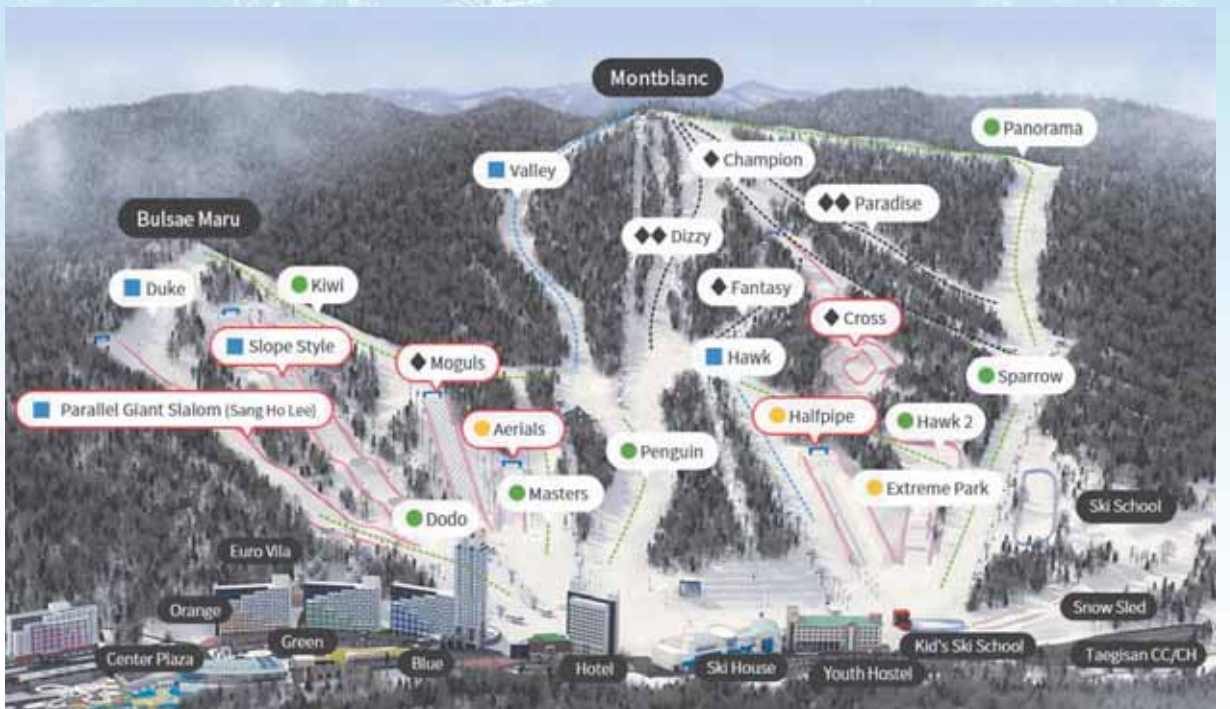 Montblanc
Panorama
Champion
Valley
Paradise
Bulsae Maru
Dizzy
Duke
Kiwi
Fantasy
Cross
Slope Style
Moguls
Hawk
Sparrow
Parallel Giant Slalom (Sang Ho Lee)
Halfpipe
Hawk 2
Aerials
Penguin
Extreme Park
Masters
Ski School
Dodo
Euro Vila
Orange
Snow Sled
Green
Kid's Ski School
Center Plaza
Blue
Hotel
Ski House
Youth Hostel
Taegisan CC/CH